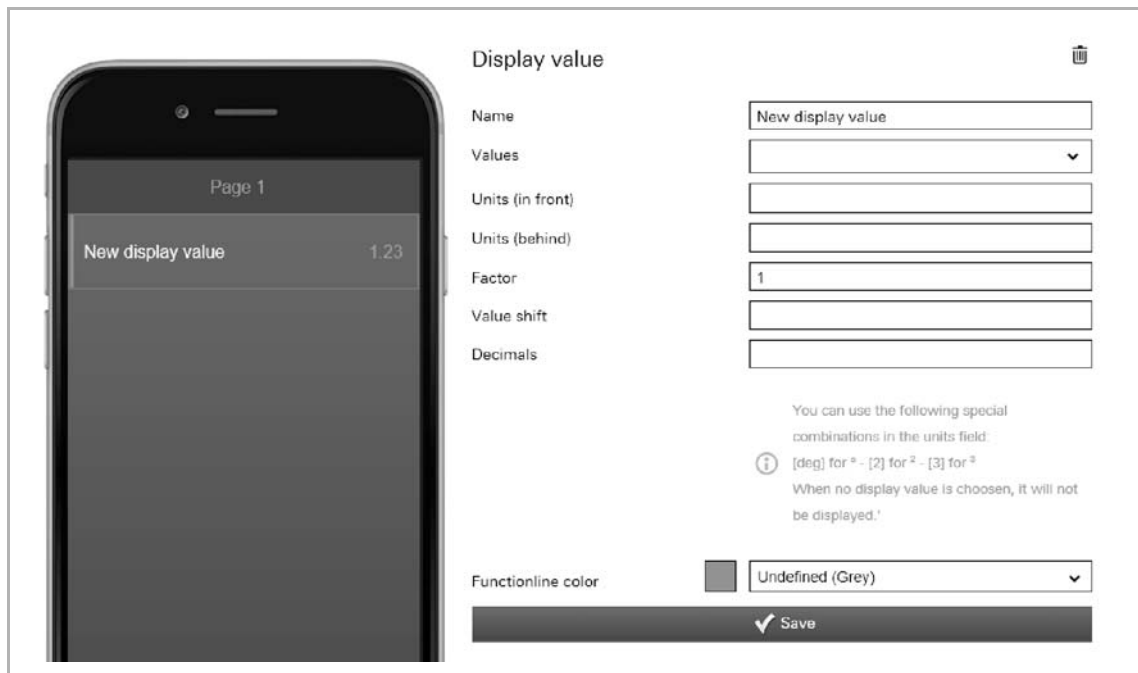 Page 1
New display value 1.23
Display value
Name New display value
Values
Units (in front)
Units (behind)
Factor 1
Value shift
Decimals
You can use the following special
combinations in the units field:
[deg] for º - [2] for ² - [3] for ³
When no display value is choosen, it will not
be displayed.'
Functionline color Undefined (Grey)
Save